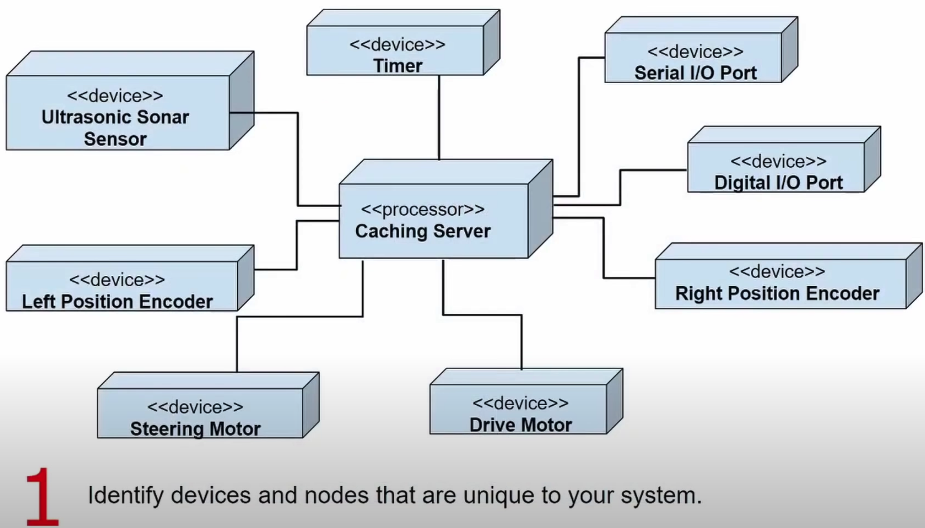 <<device>>
Timer
<<device>>
Serial I/O Port
<<device>>
Ultrasonic Sonar
Sensor
<<device>>
Digital I/O Port
<<processor>>
Caching Server
<<device>>
Left Position Encoder
<<device>>
Right Position Encoder
<<device>>
Steering Motor
<<device>>
Drive Motor
1
Identify devices and nodes that are unique to your system.